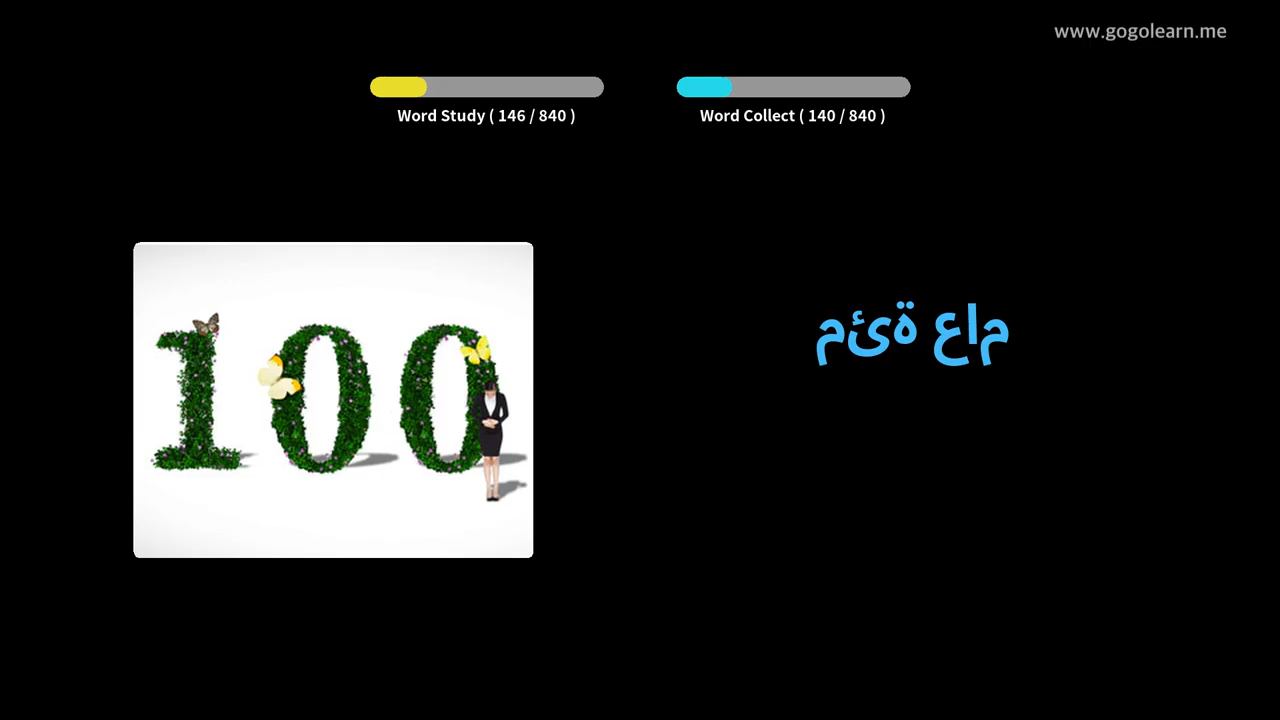 www.gogolearn.me
Word Study ( 146 / 840 )
Word Collect ( 140 / 840 )
100
مئة عام